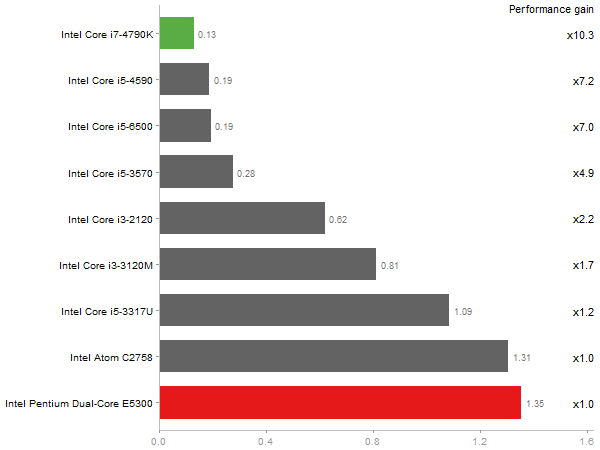 Performance gain
Intel Core i7-4790K 0.13 x10.3
Intel Core i5-4590 0.19 x7.2
Intel Core i5-6500 0.19 x7.0
Intel Core i5-3570 0.28 x4.9
Intel Core i3-2120 0.62 x2.2
Intel Core i3-3120M 0.81 x1.7
Intel Core i5-3317U 1.09 x1.2
Intel Atom C2758 1.31 x1.0
Intel Pentium Dual-Core E5300 1.35 x1.0
0.0 0.4 0.8 1.2 1.6